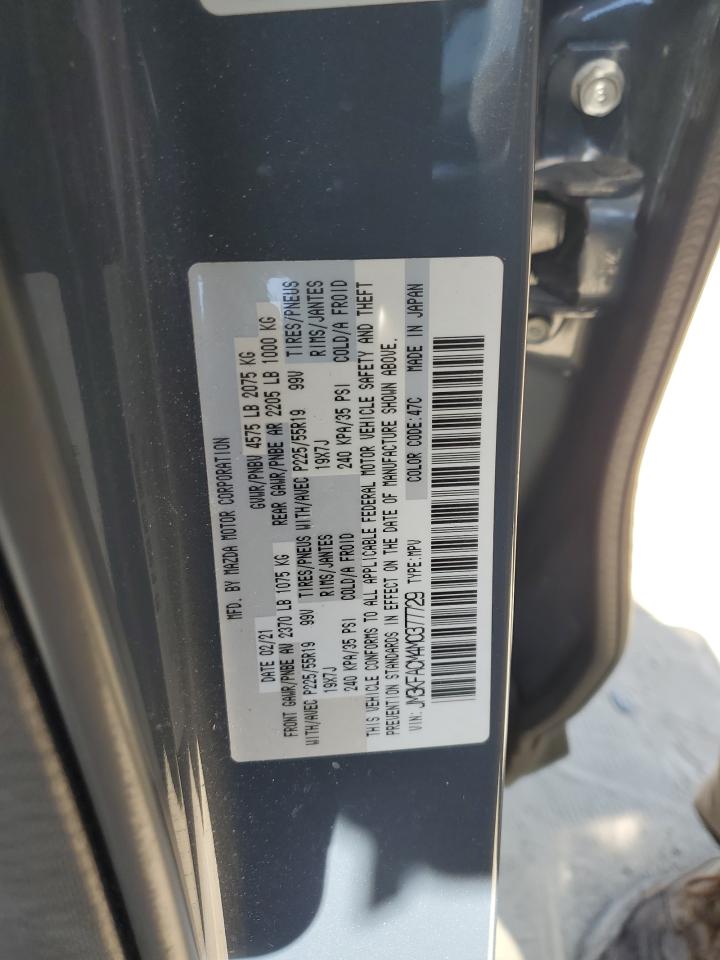 MFD. BY MAZDA MOTOR CORPORATION
DATE 02/21 GVWR/PNBV 4575 LB 2075 KG
FRONT GAWR/PNBE AV 2370 LB 1075 KG REAR GAWR/PNBE AR 2205 LB 1000 KG
WITH/AVEC P225/55R19 99V TIRES/PNEUS WITH/AVEC P225/55R19 99V TIRES/PNEUS
19X7J RIMS/JANTES 19X7J RIMS/JANTES
240 KPA/35 PSI COLD/A FROID 240 KPA/35 PSI COLD/A FROID
THIS VEHICLE CONFORMS TO ALL APPLICABLE FEDERAL MOTOR VEHICLE SAFETY AND THEFT
PREVENTION STANDARDS IN EFFECT ON THE DATE OF MANUFACTURE SHOWN ABOVE.
VIN: JM3KFACM4M0377729 TYPE:MPV COLOR CODE:47C MADE IN JAPAN